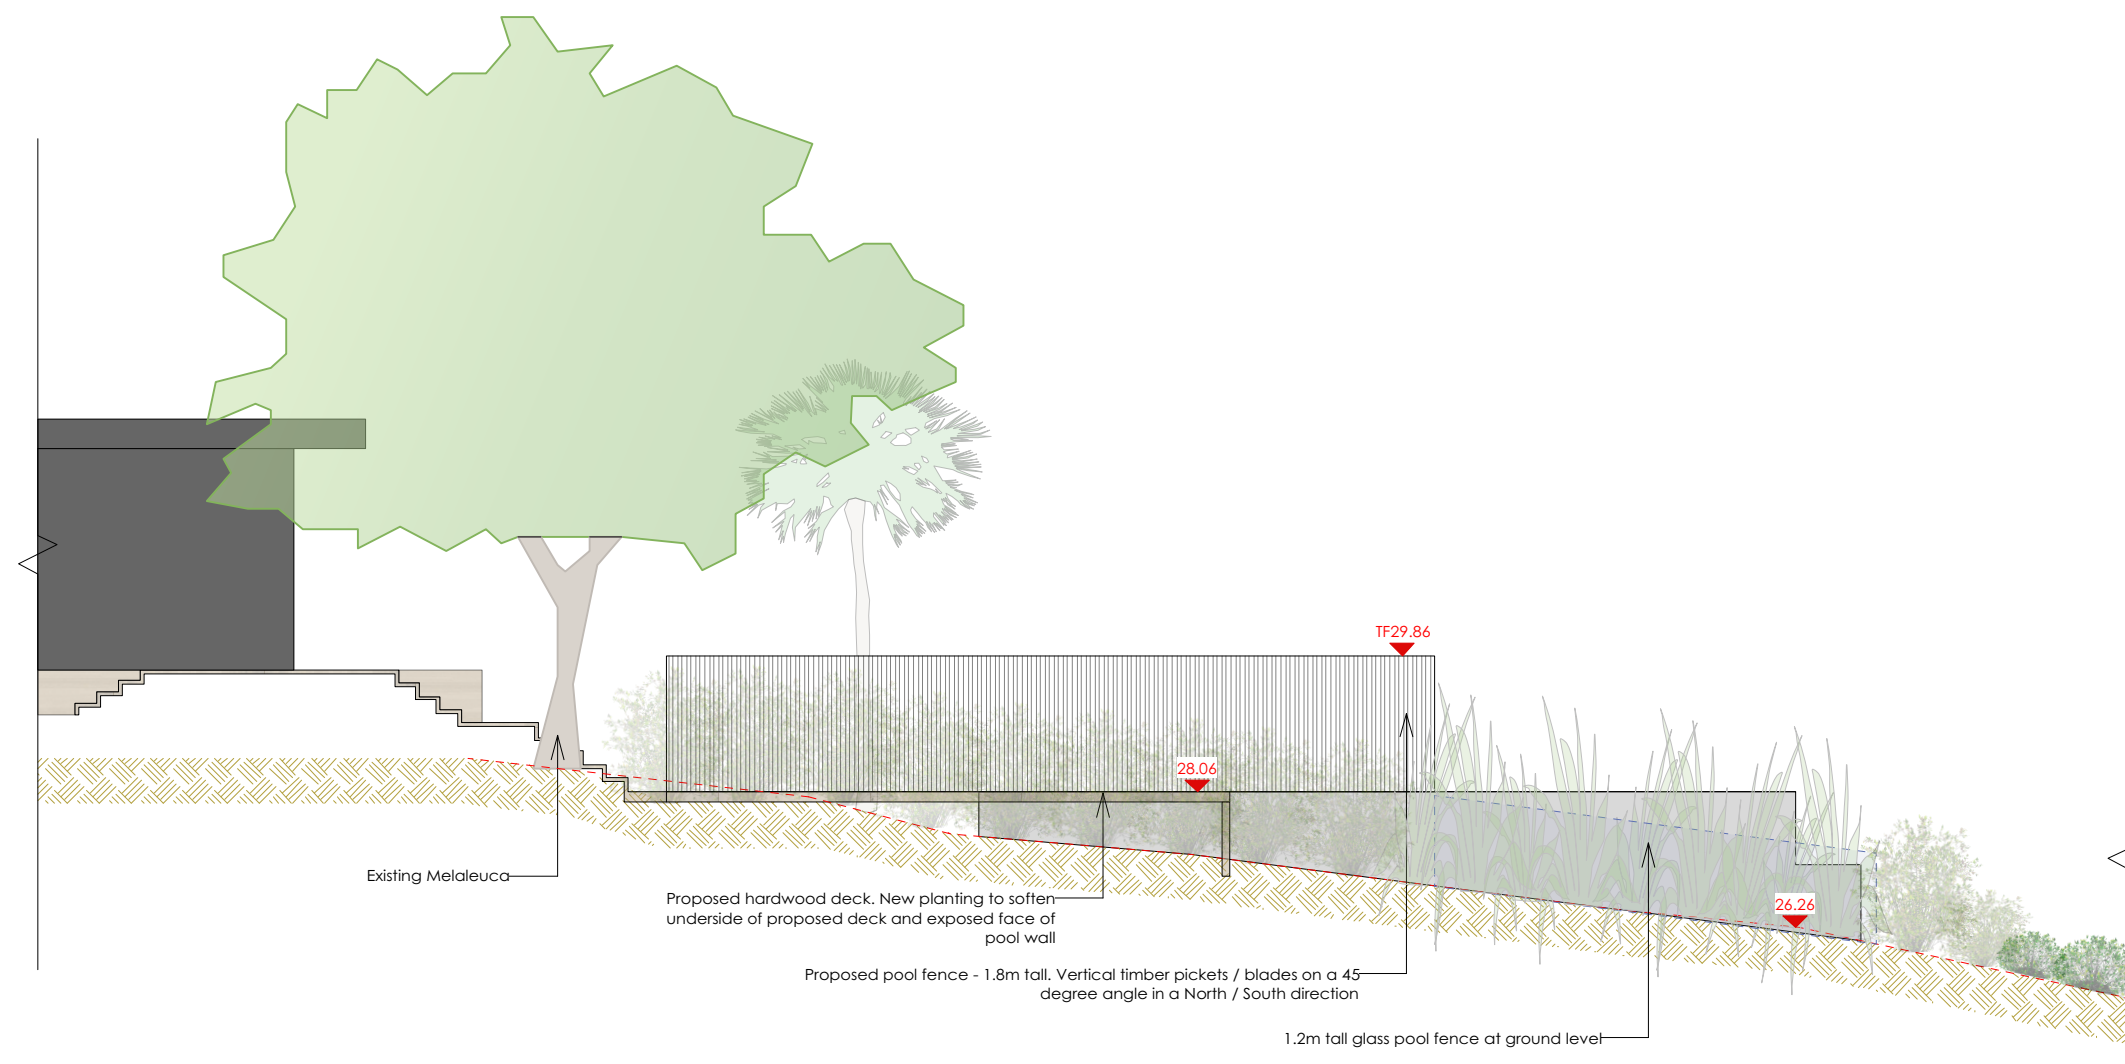 TF29.86
28.06
26.26
Existing Melaleuca
Proposed hardwood deck. New planting to soften
underside of proposed deck and exposed face of
pool wall
Proposed pool fence - 1.8m tall. Vertical timber pickets / blades on a 45
degree angle in a North / South direction
1.2m tall glass pool fence at ground level